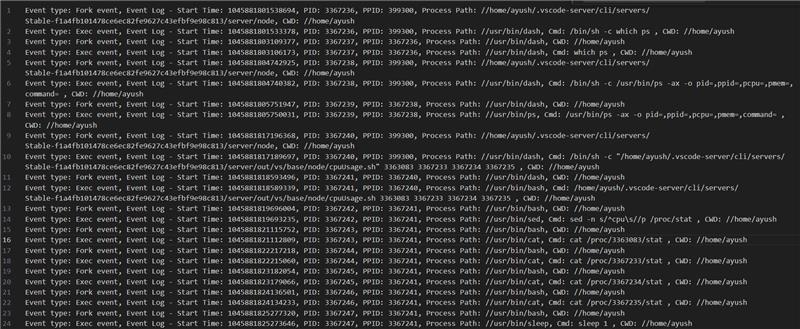 1 Event type: Fork event, Event Log - Start Time: 1045881801538694, PID: 3367236, PPID: 399300, Process Path: //home/ayush/.vscode-server/cli/servers/
Stable-f1a4fb101478ce6ec82fe9627c43efbf9e98c813/server/node, CWD: //home/ayush
2 Event type: Exec event, Event Log - Start Time: 1045881801533378, PID: 3367236, PPID: 399300, Process Path: //usr/bin/dash, Cmd: /bin/sh -c which ps , CWD: //home/ayush
3 Event type: Fork event, Event Log - Start Time: 1045881803109377, PID: 3367237, PPID: 3367236, Process Path: //usr/bin/dash, CWD: //home/ayush
4 Event type: Exec event, Event Log - Start Time: 1045881803106173, PID: 3367237, PPID: 3367236, Process Path: //usr/bin/dash, Cmd: which ps , CWD: //home/ayush
5 Event type: Fork event, Event Log - Start Time: 1045881804742925, PID: 3367238, PPID: 399300, Process Path: //home/ayush/.vscode-server/cli/servers/
Stable-f1a4fb101478ce6ec82fe9627c43efbf9e98c813/server/node, CWD: //home/ayush
6 Event type: Exec event, Event Log - Start Time: 1045881804740382, PID: 3367238, PPID: 399300, Process Path: //usr/bin/dash, Cmd: /bin/sh -c /usr/bin/ps -ax -o pid=,ppid=,pcpu=,pmem=,
command= , CWD: //home/ayush
7 Event type: Fork event, Event Log - Start Time: 1045881805751947, PID: 3367239, PPID: 3367238, Process Path: //usr/bin/dash, CWD: //home/ayush
8 Event type: Exec event, Event Log - Start Time: 1045881805750031, PID: 3367239, PPID: 3367238, Process Path: //usr/bin/ps, Cmd: /usr/bin/ps -ax -o pid=,ppid=,pcpu=,pmem=,command= ,
CWD: //home/ayush
9 Event type: Fork event, Event Log - Start Time: 1045881817196368, PID: 3367240, PPID: 399300, Process Path: //home/ayush/.vscode-server/cli/servers/
Stable-f1a4fb101478ce6ec82fe9627c43efbf9e98c813/server/node, CWD: //home/ayush
10 Event type: Exec event, Event Log - Start Time: 1045881817189697, PID: 3367240, PPID: 399300, Process Path: //usr/bin/dash, Cmd: /bin/sh -c "/home/ayush/.vscode-server/cli/servers/
Stable-f1a4fb101478ce6ec82fe9627c43efbf9e98c813/server/out/vs/base/node/cpuUsage.sh" 3363083 3367233 3367234 3367235 , CWD: //home/ayush
11 Event type: Fork event, Event Log - Start Time: 1045881818593496, PID: 3367241, PPID: 3367240, Process Path: //usr/bin/dash, CWD: //home/ayush
12 Event type: Exec event, Event Log - Start Time: 1045881818589339, PID: 3367241, PPID: 3367240, Process Path: //usr/bin/bash, Cmd: /home/ayush/.vscode-server/cli/servers/
Stable-f1a4fb101478ce6ec82fe9627c43efbf9e98c813/server/out/vs/base/node/cpuUsage.sh 3363083 3367233 3367234 3367235 , CWD: //home/ayush
13 Event type: Fork event, Event Log - Start Time: 1045881819696004, PID: 3367242, PPID: 3367241, Process Path: //usr/bin/bash, CWD: //home/ayush
14 Event type: Exec event, Event Log - Start Time: 1045881819693235, PID: 3367242, PPID: 3367241, Process Path: //usr/bin/sed, Cmd: sed -n s/^cpu\s//p /proc/stat , CWD: //home/ayush
15 Event type: Fork event, Event Log - Start Time: 1045881821115752, PID: 3367243, PPID: 3367241, Process Path: //usr/bin/bash, CWD: //home/ayush
16 Event type: Exec event, Event Log - Start Time: 1045881821112809, PID: 3367243, PPID: 3367241, Process Path: //usr/bin/cat, Cmd: cat /proc/3363083/stat , CWD: //home/ayush
17 Event type: Fork event, Event Log - Start Time: 1045881822217218, PID: 3367244, PPID: 3367241, Process Path: //usr/bin/bash, CWD: //home/ayush
18 Event type: Exec event, Event Log - Start Time: 1045881822215060, PID: 3367244, PPID: 3367241, Process Path: //usr/bin/cat, Cmd: cat /proc/3367233/stat , CWD: //home/ayush
19 Event type: Fork event, Event Log - Start Time: 1045881823182054, PID: 3367245, PPID: 3367241, Process Path: //usr/bin/bash, CWD: //home/ayush
20 Event type: Exec event, Event Log - Start Time: 1045881823179066, PID: 3367245, PPID: 3367241, Process Path: //usr/bin/cat, Cmd: cat /proc/3367234/stat , CWD: //home/ayush
21 Event type: Fork event, Event Log - Start Time: 1045881824136501, PID: 3367246, PPID: 3367241, Process Path: //usr/bin/bash, CWD: //home/ayush
22 Event type: Exec event, Event Log - Start Time: 1045881824134233, PID: 3367246, PPID: 3367241, Process Path: //usr/bin/cat, Cmd: cat /proc/3367235/stat , CWD: //home/ayush
23 Event type: Fork event, Event Log - Start Time: 1045881825277320, PID: 3367247, PPID: 3367241, Process Path: //usr/bin/bash, CWD: //home/ayush
24 Event type: Exec event, Event Log - Start Time: 1045881825273646, PID: 3367247, PPID: 3367241, Process Path: //usr/bin/sleep, Cmd: sleep 1 , CWD: //home/ayush